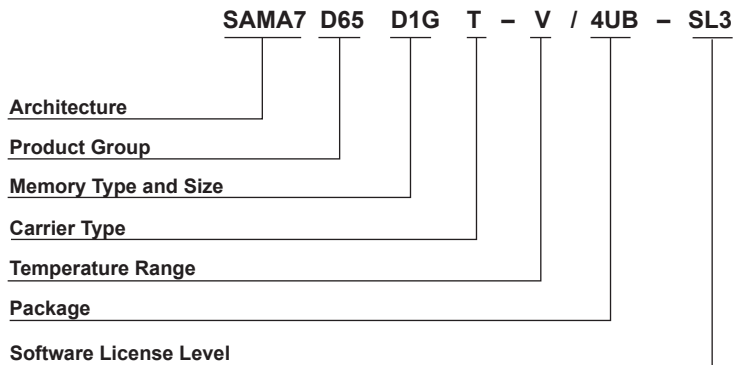 SAMA7 D65 D1G T – V / 4UB – SL3
Architecture
Product Group
Memory Type and Size
Carrier Type
Temperature Range
Package
Software License Level